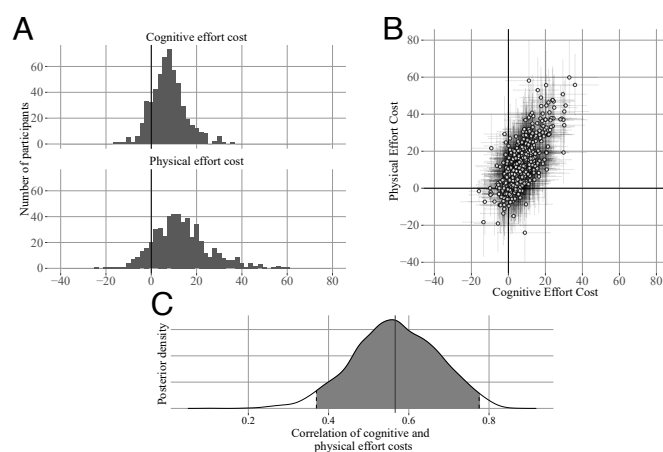 A
Cognitive effort cost
60
40
20
0
Physical effort cost
60
40
20
0
Number of participants
−40 −20 0 20 40 60 80
B
80
60
40
20
0
−20
−40
Physical Effort Cost
−40 −20 0 20 40 60 80
Cognitive Effort Cost
C
Posterior density
0.2 0.4 0.6 0.8
Correlation of cognitive and
physical effort costs